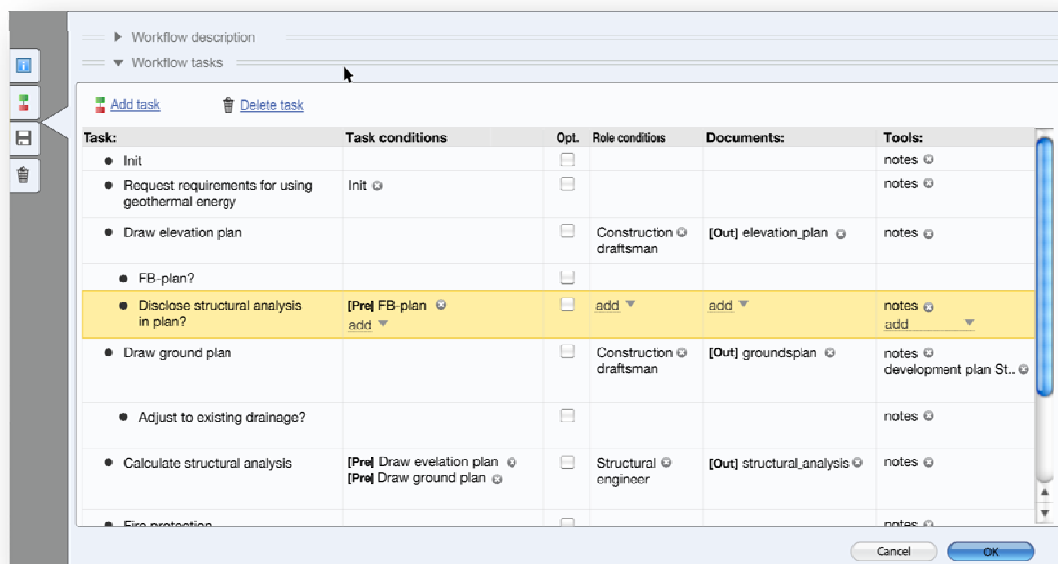 Workflow description
Workflow tasks
Add task Delete task
Task: Task conditions Opt. Role conditions Documents: Tools:
Init notes
Request requirements for using Init notes
geothermal energy
Draw elevation plan Construction [Out] elevation_plan notes
draftsman
FB-plan?
Disclose structural analysis [Pre] FB-plan add add notes
in plan? add add
Draw ground plan Construction [Out] groundsplan notes
draftsman development plan St..
Adjust to existing drainage? notes
Calculate structural analysis [Pre] Draw evelation plan Structural [Out] structural_analysis notes
[Pre] Draw ground plan engineer
Fire protection notes
Cancel OK